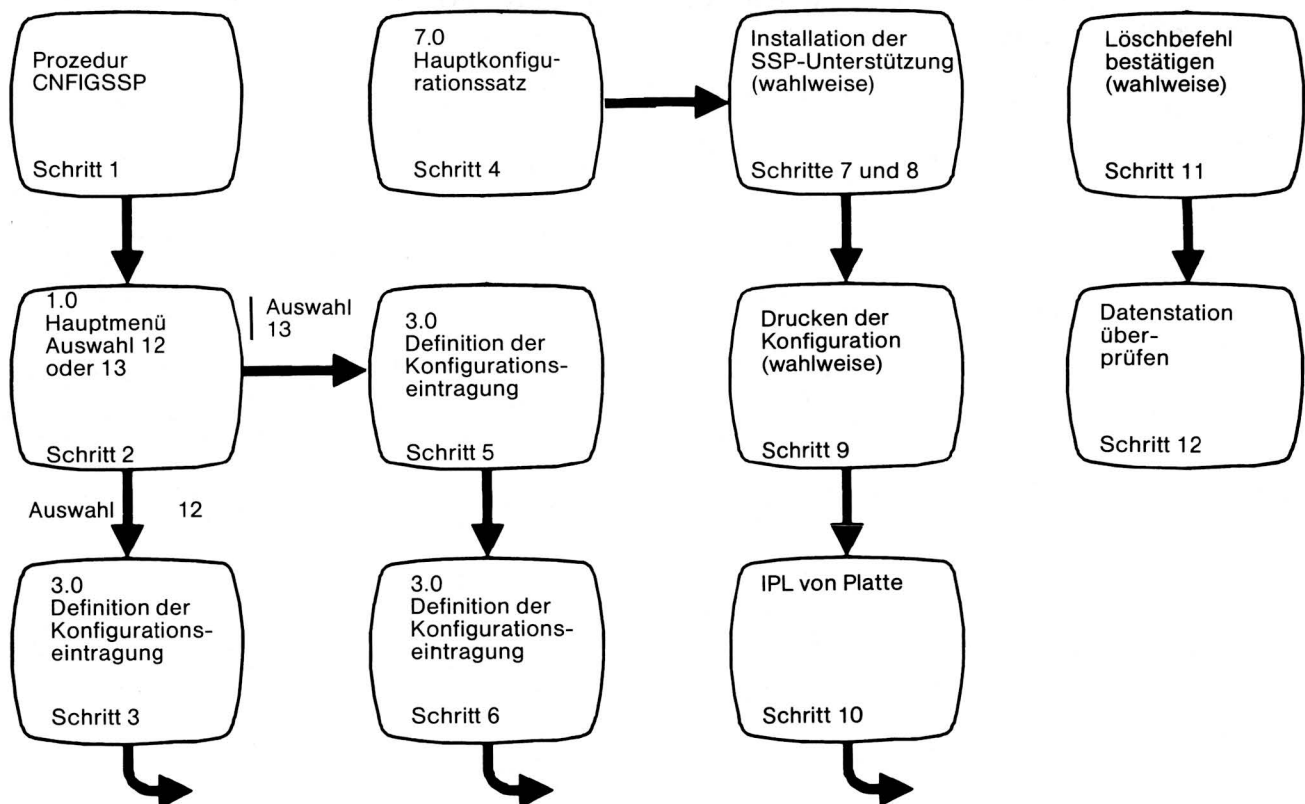 Prozedur
CNFIGSSP
Schritt 1
1.0
Hauptmenü
Auswahl 12
oder 13
Schritt 2
Auswahl 12
3.0
Definition der
Konfigurations-
eintragung
Schritt 3
7.0
Hauptkonfigu-
rationssatz
Schritt 4
Auswahl
13
3.0
Definition der
Konfigurations-
eintragung
Schritt 5
3.0
Definition der
Konfigurations-
eintragung
Schritt 6
Installation der
SSP-Unterstützung
(wahlweise)
Schritte 7 und 8
Drucken der
Konfiguration
(wahlweise)
Schritt 9
IPL von Platte
Schritt 10
Löschbefehl
bestätigen
(wahlweise)
Schritt 11
Datenstation
über-
prüfen
Schritt 12